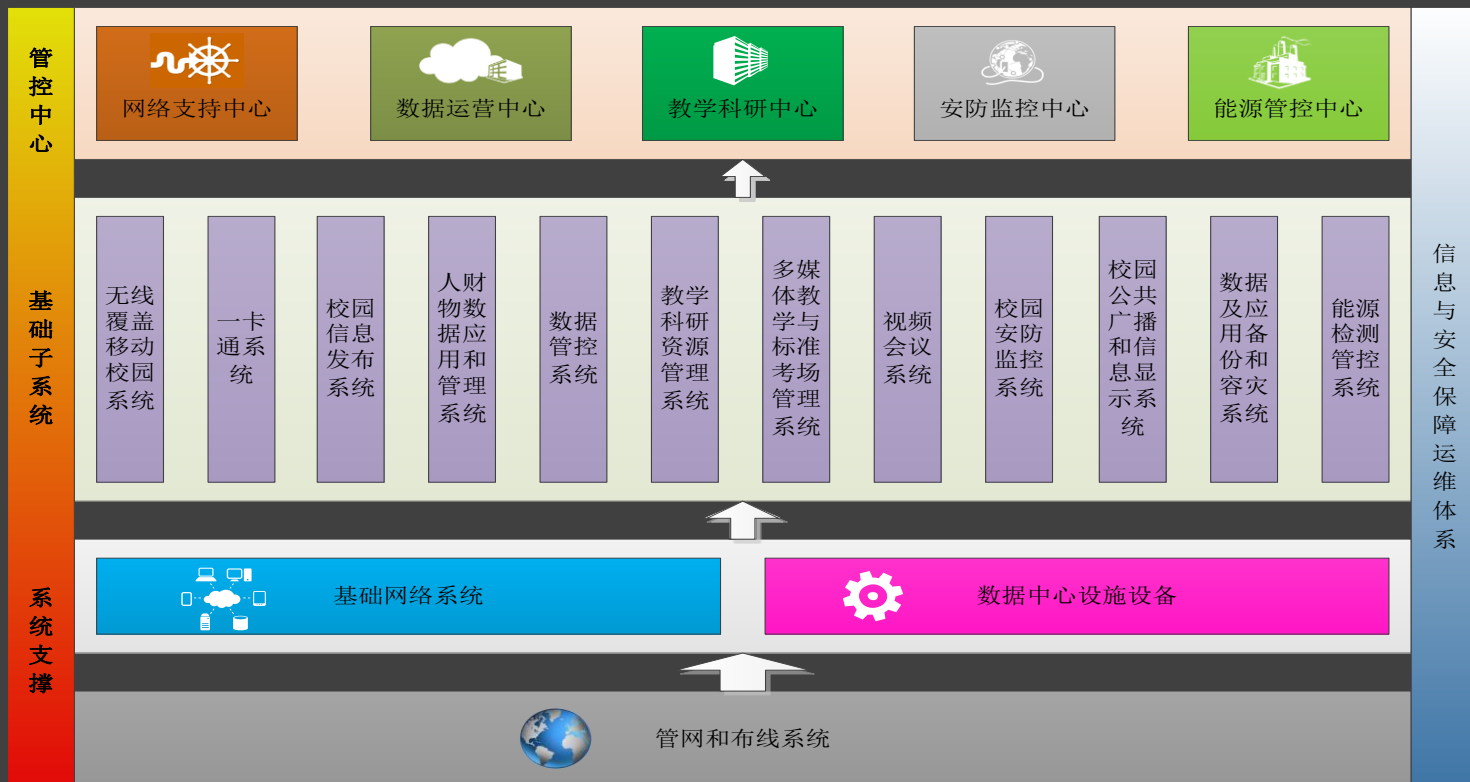 管控中心
网络支持中心
数据运营中心
教学科研中心
安防监控中心
能源管控中心
基础子系统
无线
覆盖
移动
校园
系统
一卡
通系
统
校园
信息
发布
系统
人财
物数
据应
用和
管理
系统
数据
管控
系统
教学
科研
资源
管理
系统
多媒
体教
学与
标准
考场
管理
系统
视频
会议
系统
校园
安防
监控
系统
校园
公共
广播
和信
息显
示系
统
数据
及应
用备
份和
容灾
系统
能源
检测
管控
系统
系统支撑
基础网络系统
数据中心设施设备
管网和布线系统
信息与安全保障运维体系